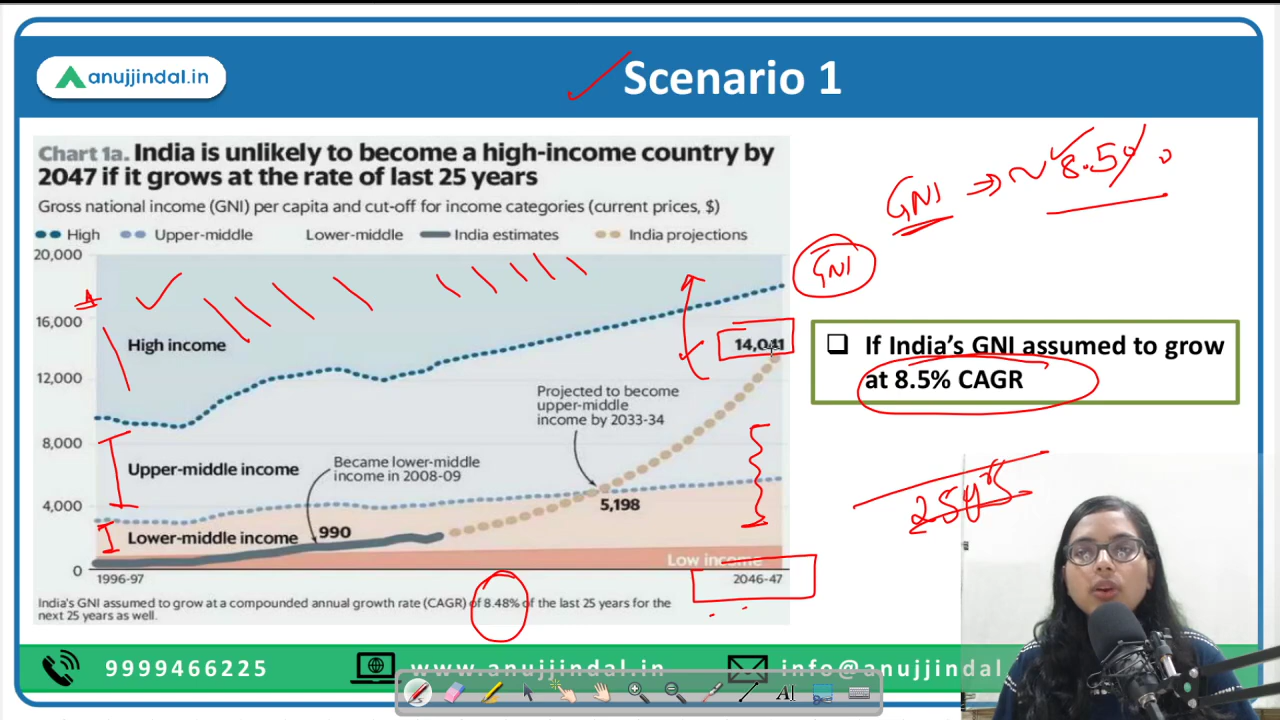 anujjindal.in
Scenario 1
Chart 1a. India is unlikely to become a high-income country by
2047 if it grows at the rate of last 25 years
Gross national income (GNI) per capita and cut-off for income categories (current prices, $)
High Upper-middle Lower-middle India estimates India projections
20,000
16,000
12,000
8,000
4,000
0
High income
14,041
Projected to become
upper-middle
income by 2033-34
Upper-middle income
Became lower-middle
income in 2008-09
5,198
990
Lower-middle income
Low income
1996-97
2046-47
India's GNI assumed to grow at a compounded annual growth rate (CAGR) of 8.48% of the last 25 years for the
next 25 years as well.
GNI ⇒ ~ 8.5%
GNI
❑ If India's GNI assumed to grow
at 8.5% CAGR
25yrs
9999466225
www.anujjindal.in
info@anujjindal
AI